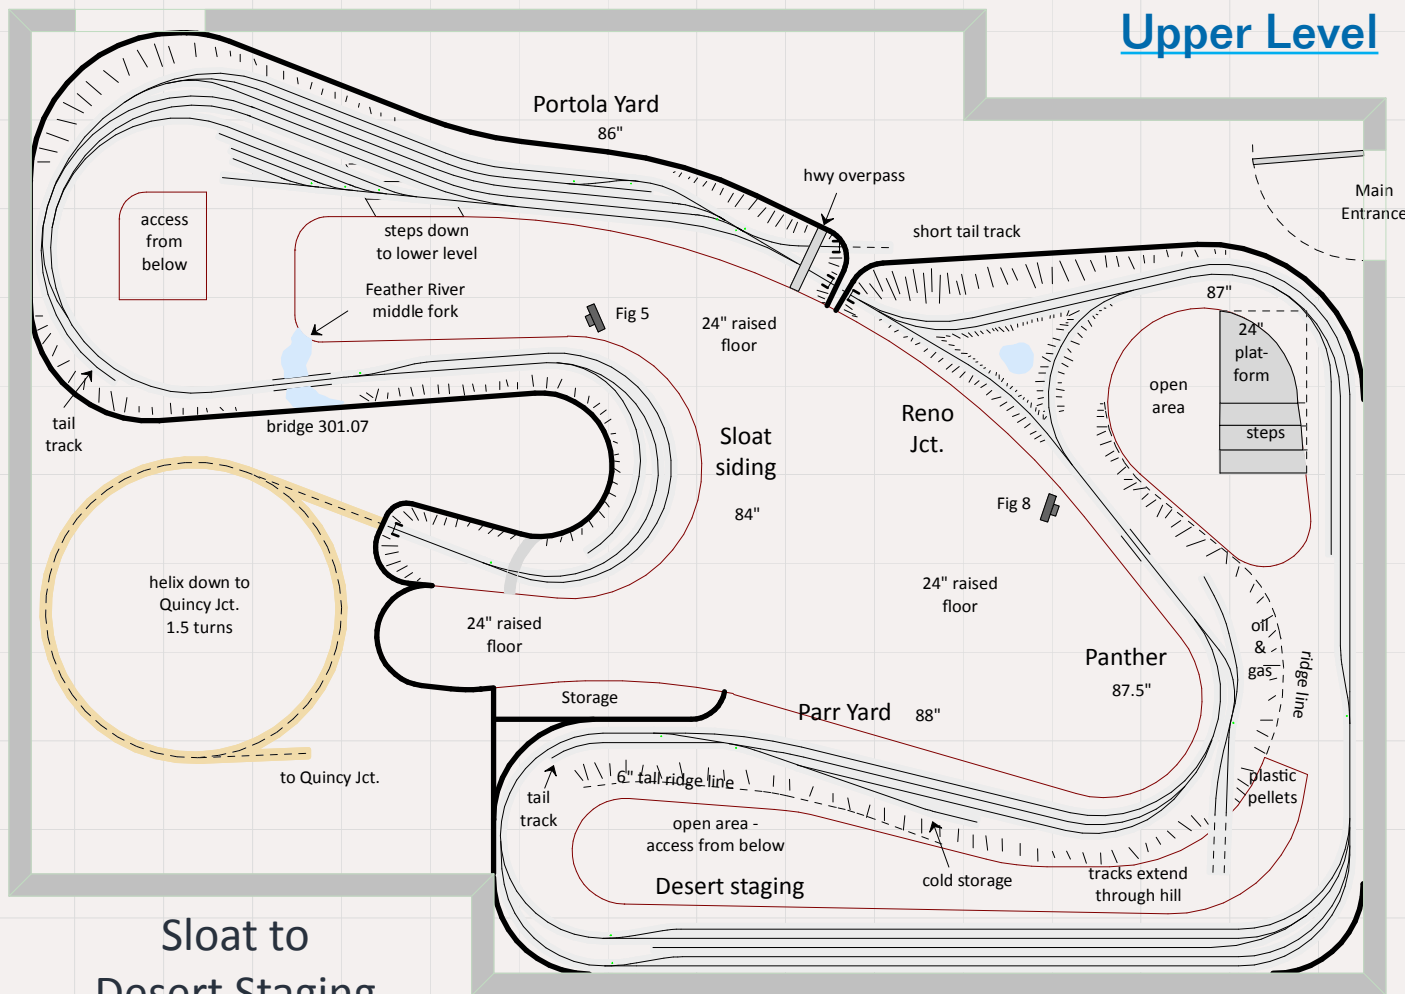 Upper Level
Portola Yard
86"
hwy overpass
Main
Entrance
short tail track
access
from
below
steps down
to lower level
Feather River
middle fork
Fig 5
24" raised
floor
87"
24"
plat-
form
open
area
steps
tail
track
bridge 301.07
Sloat
siding
84"
Reno
Jct.
Fig 8
helix down to
Quincy Jct.
1.5 turns
24" raised
floor
24" raised
floor
oil
&
gas
ridge line
Panther
87.5"
Storage
Parr Yard
88"
to Quincy Jct.
6" tall ridge line
tail
track
plastic
pellets
open area -
access from below
Desert staging
cold storage
tracks extend
through hill
Sloat to
Desert Staging